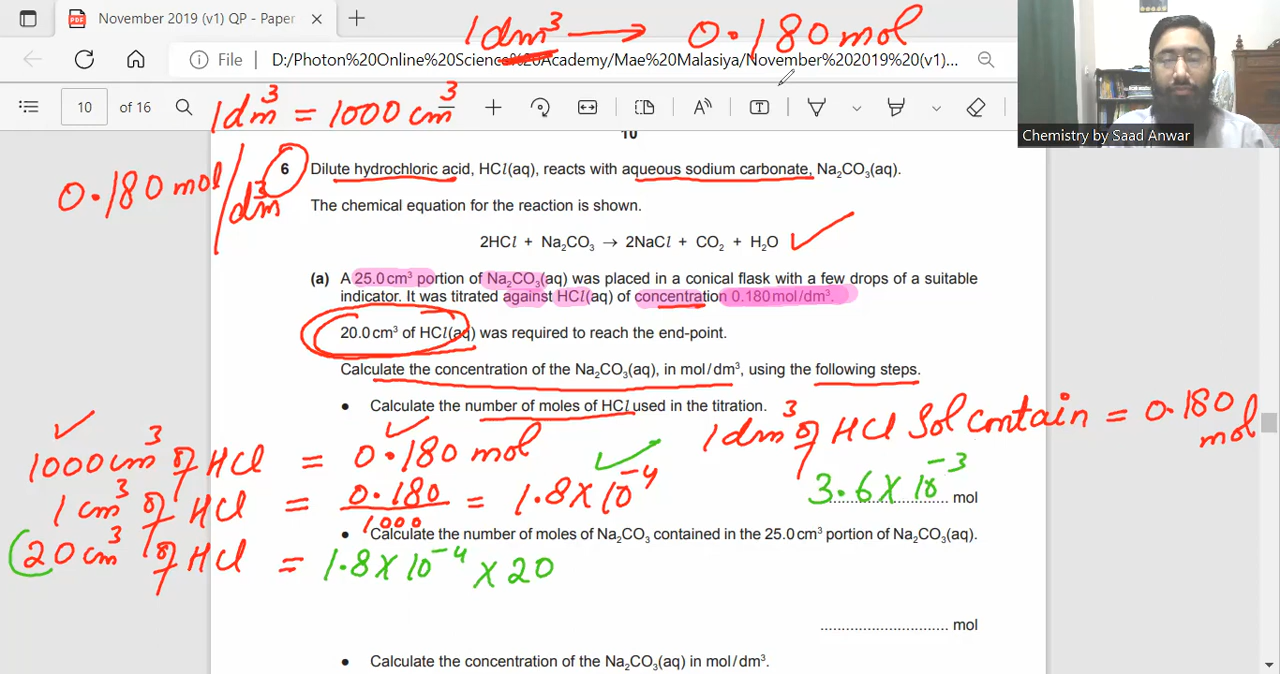 November 2019 (v1) QP - Paper
1dm³ → 0.180 mol
File D:/Photon%20Online%20Science%20Academy/Mae%20Malasiya/November%202019%20(v1)...
10 of 16
1dm³ = 1000 cm³
Chemistry by Saad Anwar
10
0.180 mol/dm³
6 Dilute hydrochloric acid, HCl(aq), reacts with aqueous sodium carbonate, Na₂CO₃(aq).
The chemical equation for the reaction is shown.
2HCl + Na₂CO₃ → 2NaCl + CO₂ + H₂O
(a) A 25.0 cm³ portion of Na₂CO₃(aq) was placed in a conical flask with a few drops of a suitable
indicator. It was titrated against HCl(aq) of concentration 0.180 mol/dm³.
20.0 cm³ of HCl(aq) was required to reach the end-point.
Calculate the concentration of the Na₂CO₃(aq), in mol/dm³, using the following steps.
• Calculate the number of moles of HCl used in the titration.
1dm³ of HCl Sol contain = 0.180 mol
1000 cm³ of HCl = 0.180 mol
1 cm³ of HCl = 0.180/1000 = 1.8 × 10⁻⁴
3.6 × 10⁻³ mol
• Calculate the number of moles of Na₂CO₃ contained in the 25.0 cm³ portion of Na₂CO₃(aq).
20 cm³ of HCl = 1.8 × 10⁻⁴ × 20
.............................. mol
• Calculate the concentration of the Na₂CO₃(aq) in mol/dm³.